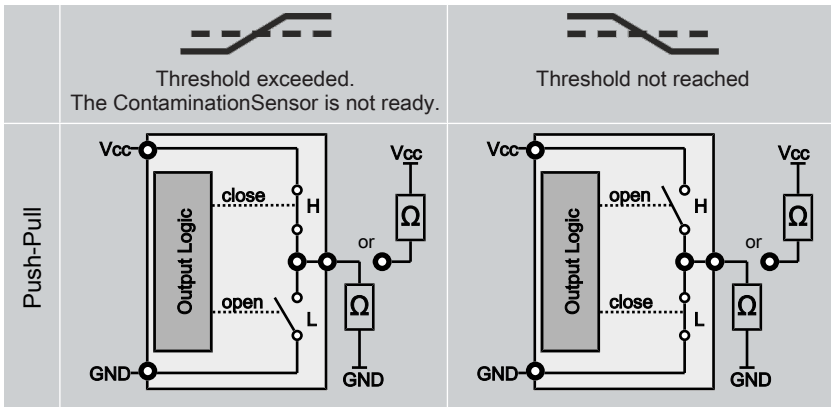 Threshold exceeded.
The ContaminationSensor is not ready.
Threshold not reached
Push-Pull
Vcc
Vcc
Output Logic
close
H
Ω
or
open
L
Ω
GND
GND
Vcc
Vcc
Output Logic
open
H
Ω
or
close
L
Ω
GND
GND